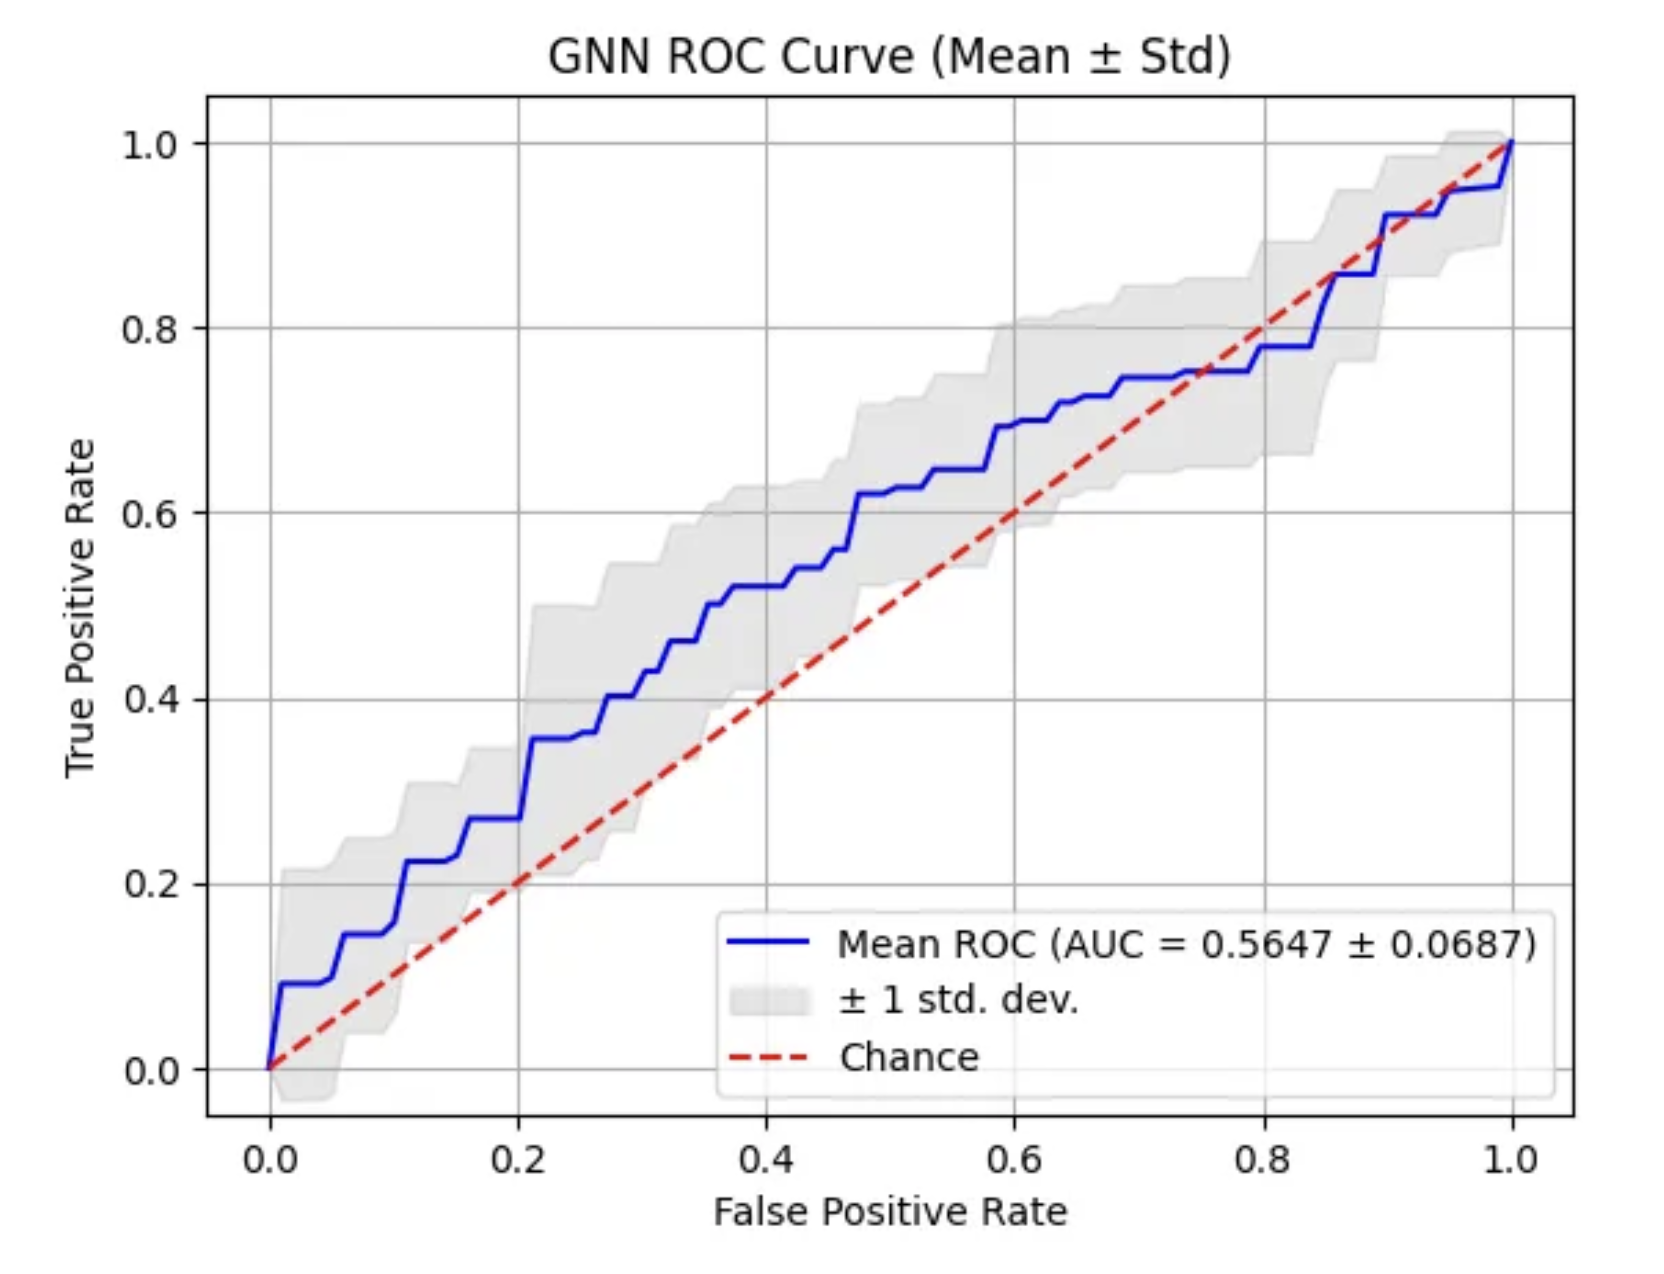 GNN ROC Curve (Mean ± Std)
True Positive Rate
1.0
0.8
0.6
0.4
0.2
0.0
Mean ROC (AUC = 0.5647 ± 0.0687)
± 1 std. dev.
Chance
0.0 0.2 0.4 0.6 0.8 1.0
False Positive Rate